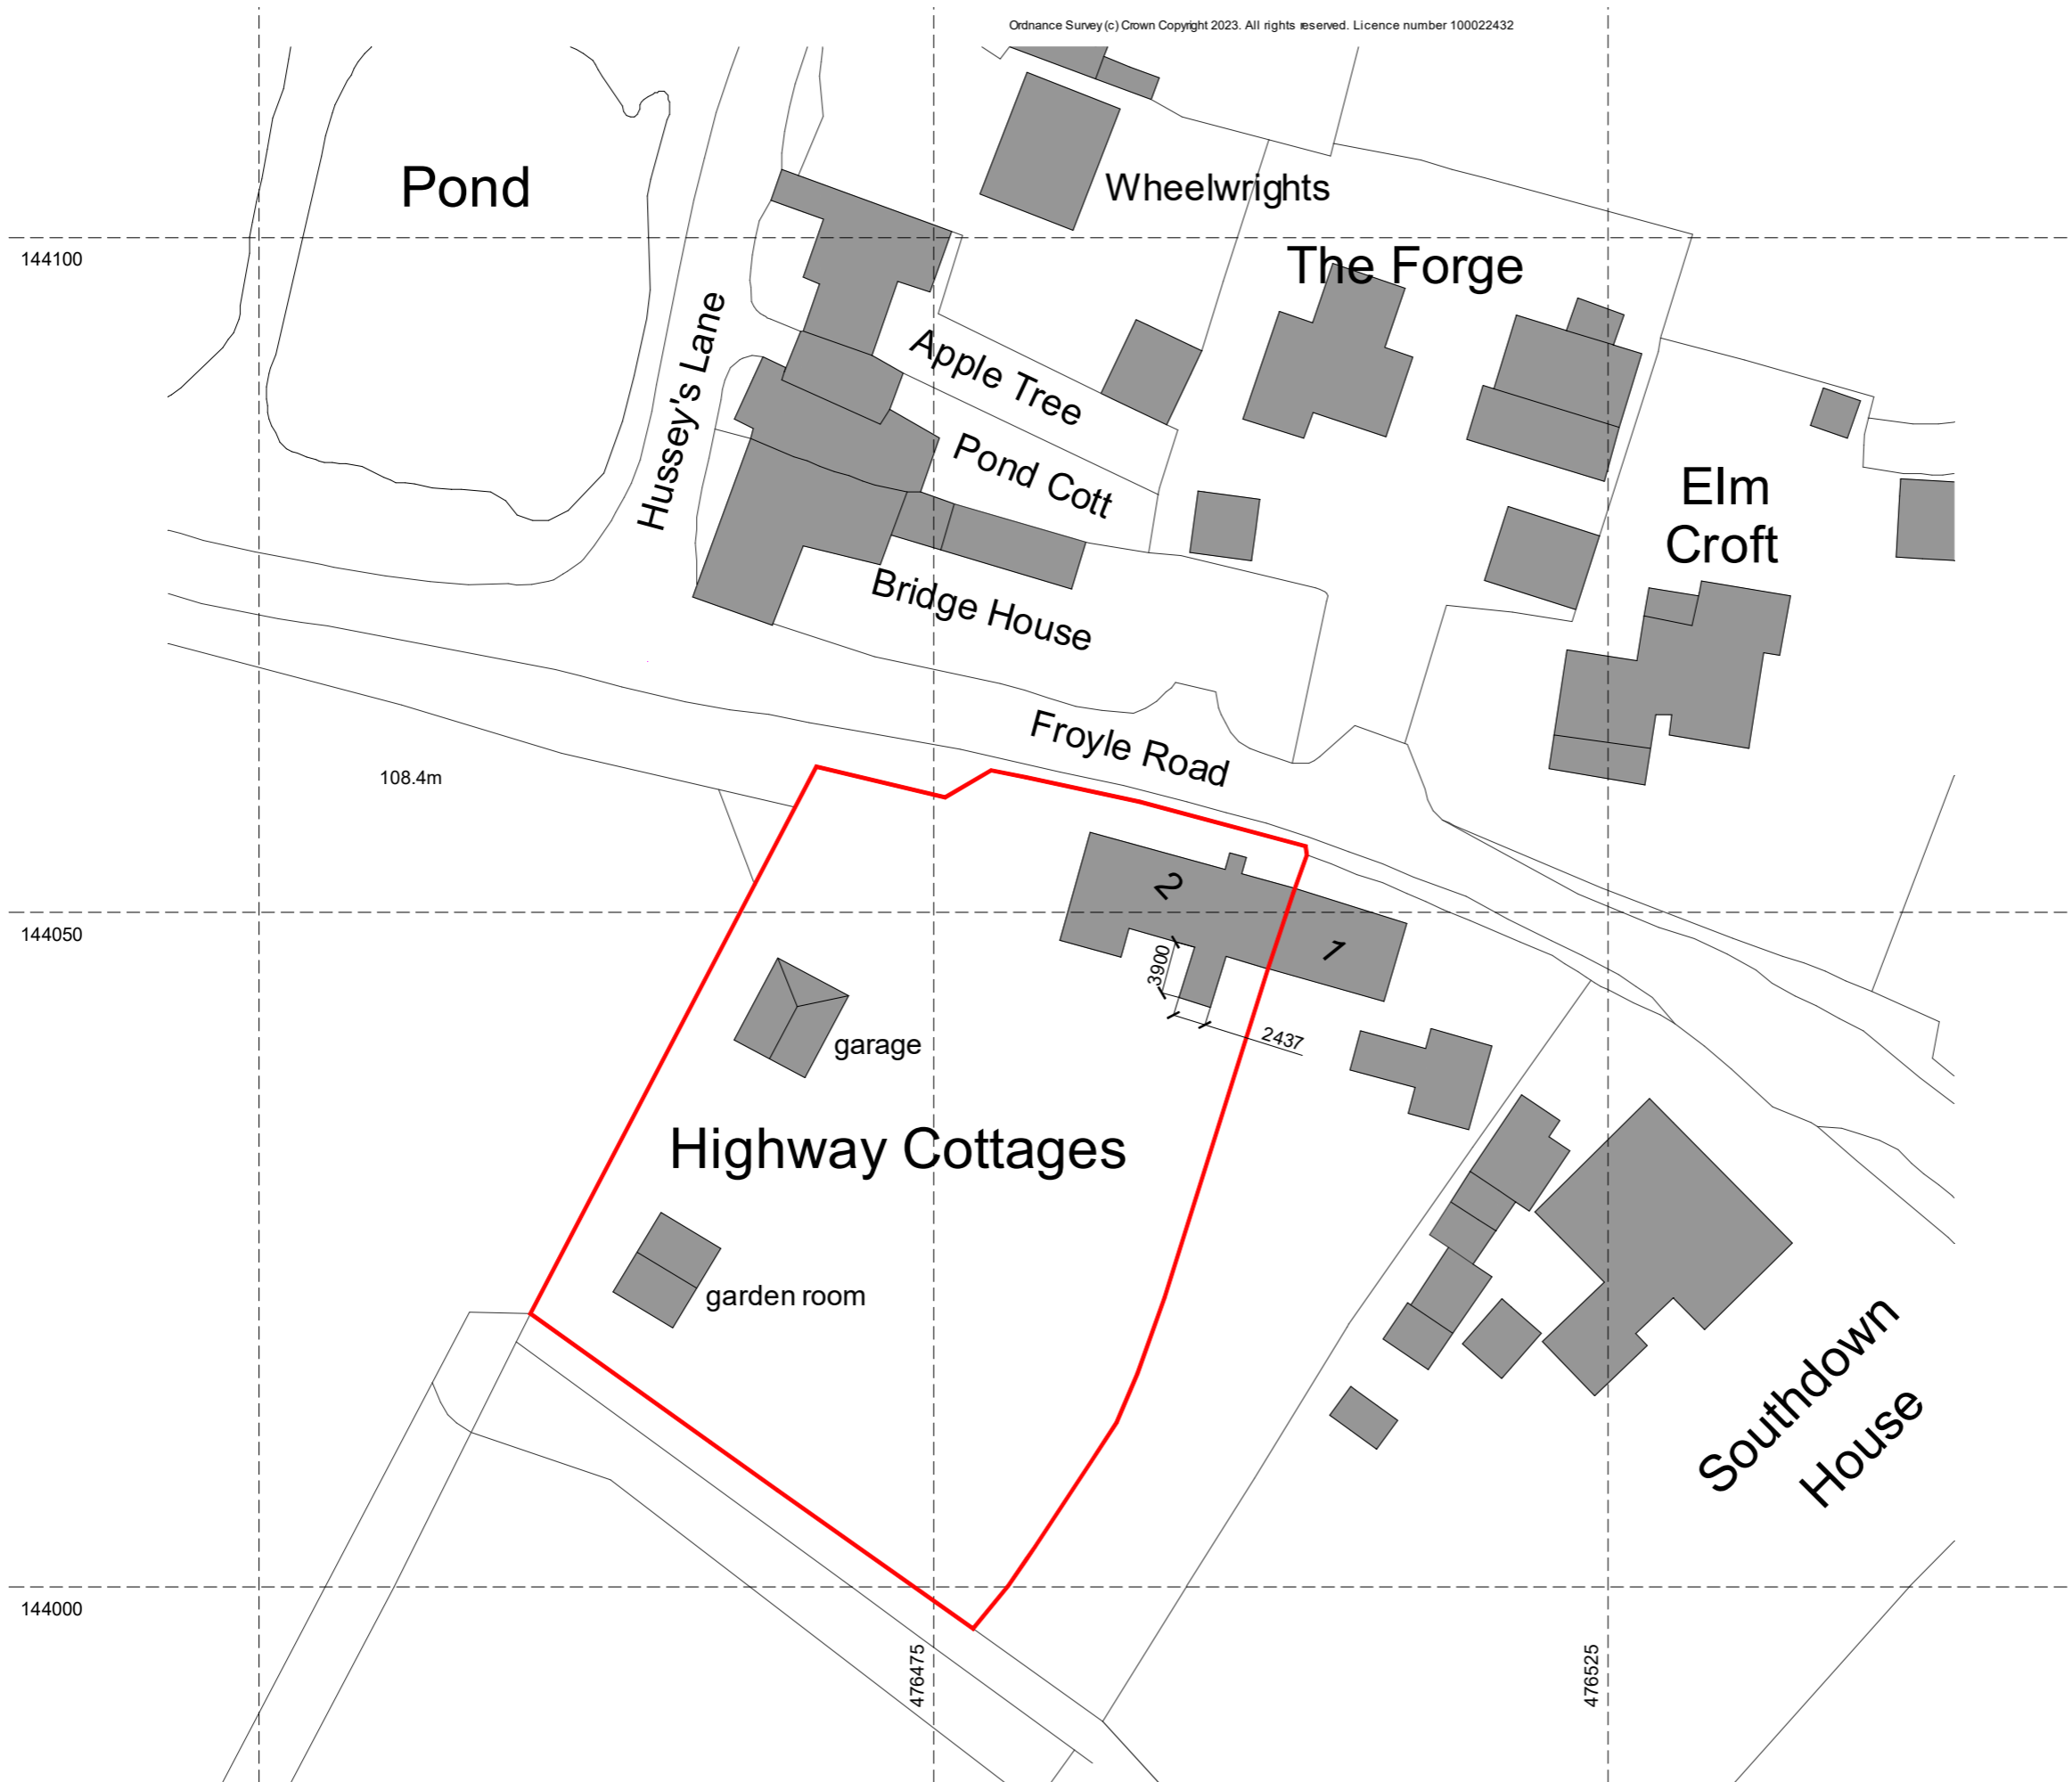 Ordnance Survey (c) Crown Copyright 2023. All rights reserved. Licence number 100022432
Pond
Wheelwrights
144100
The Forge
Hussey's Lane
Apple Tree
Pond Cott
Elm
Croft
Bridge House
Froyle Road
108.4m
2
1
144050
3900
2437
garage
Highway Cottages
garden room
Southdown
House
144000
476475
476525